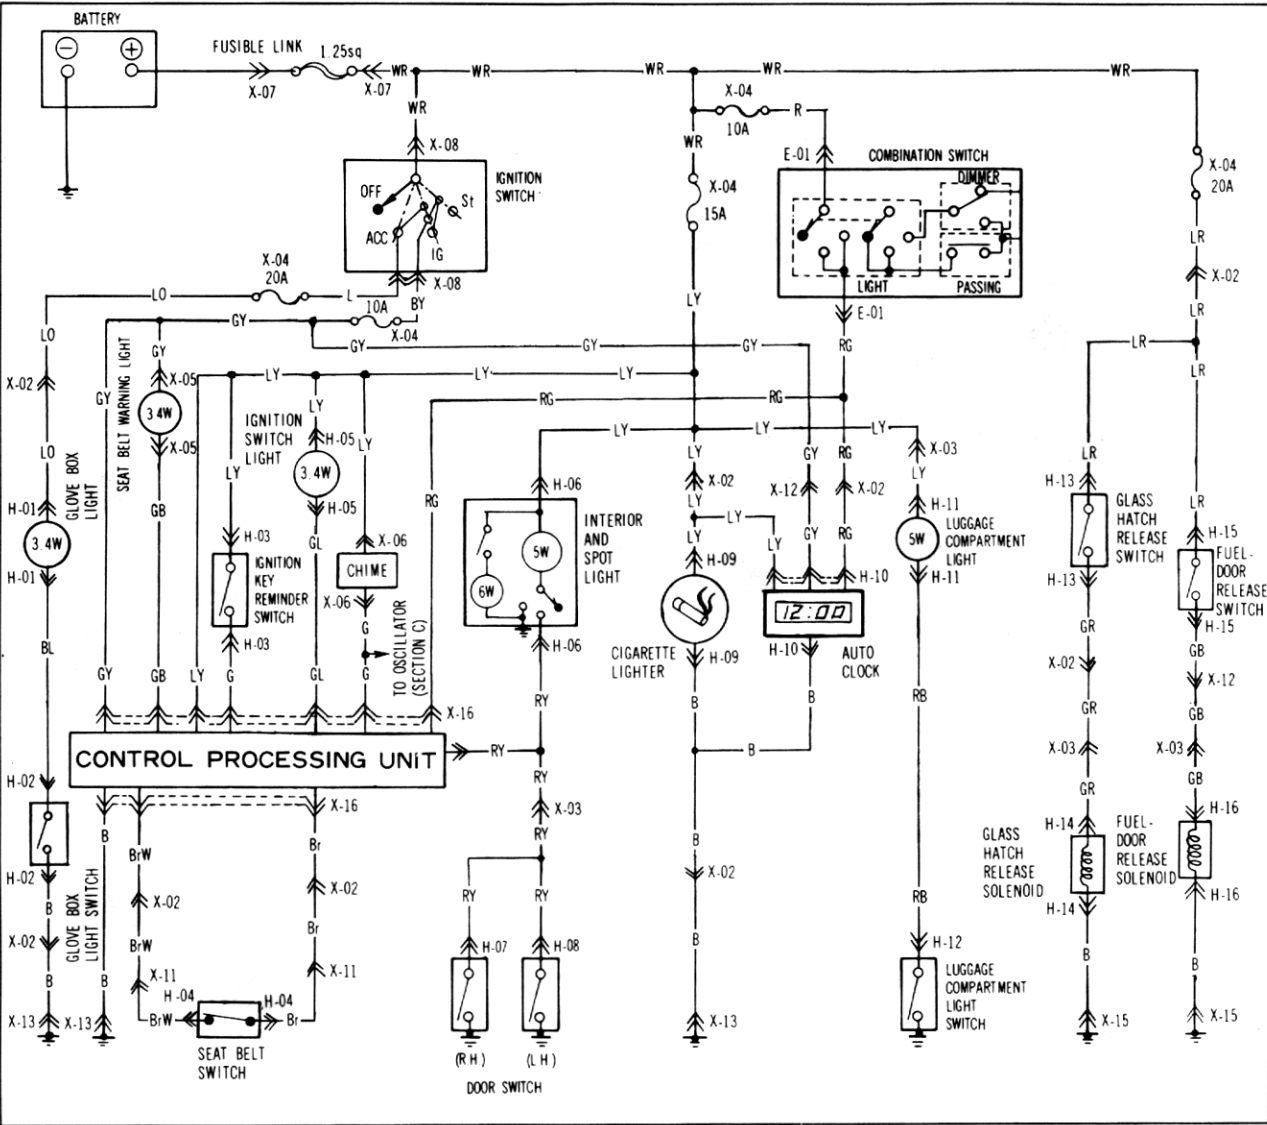 BATTERY
FUSIBLE LINK
1.25sq
X-07
X-07
WR
WR
WR
WR
WR
WR
X-08
IGNITION
SWITCH
OFF
St
ACC
IG
X-08
WR
X-04
10A
R
E-01
COMBINATION SWITCH
DIMMER
LIGHT
PASSING
E-01
X-04
15A
X-04
20A
LR
X-02
LR
X-04
20A
LO
L
10A
BY
X-04
GY
GY
GY
GY
LY
RG
LR
LR
LO
X-02
LO
SEAT BELT WARNING LIGHT
GY
GY
X-05
3.4W
X-05
LY
LY
LY
RG
RG
IGNITION
SWITCH
LIGHT
LY
H-05
3.4W
H-05
LY
LY
LY
LY
LY
GY
RG
LY
X-03
LY
GLOVE BOX
LIGHT
H-01
3.4W
H-01
GB
LY
GL
RG
H-06
X-02
LY
X-12
X-02
H-11
5W
H-11
LUGGAGE
COMPARTMENT
LIGHT
LR
H-13
GLASS
HATCH
RELEASE
SWITCH
H-13
LR
H-15
FUEL-
DOOR
RELEASE
SWITCH
H-15
H-03
IGNITION
KEY
REMINDER
SWITCH
H-03
X-06
CHIME
X-06
INTERIOR
AND
SPOT
LIGHT
5W
6W
H-06
LY
LY
LY
GY
RG
H-09
H-10
12:00
CIGARETTE
LIGHTER
H-09
H-10
AUTO
CLOCK
BL
G
G
TO OSCILLATOR
(SECTION C)
GY
GB
LY
G
GL
X-16
RY
RY
B
B
B
RB
GR
X-02
GR
GB
X-12
GB
CONTROL PROCESSING UNIT
X-16
H-02
H-02
GLOVE BOX
LIGHT SWITCH
B
X-02
B
X-13
B
B
X-13
BrW
X-02
BrW
X-11
H-04
BrW
Br
X-02
Br
X-11
H-04
Br
SEAT BELT
SWITCH
RY
X-03
RY
RY
RY
H-07
H-08
(RH)
(LH)
DOOR SWITCH
B
X-02
B
X-13
RB
H-12
LUGGAGE
COMPARTMENT
LIGHT
SWITCH
X-03
GR
H-14
GLASS
HATCH
RELEASE
SOLENOID
H-14
B
X-15
X-03
GB
H-16
FUEL-
DOOR
RELEASE
SOLENOID
H-16
B
X-15